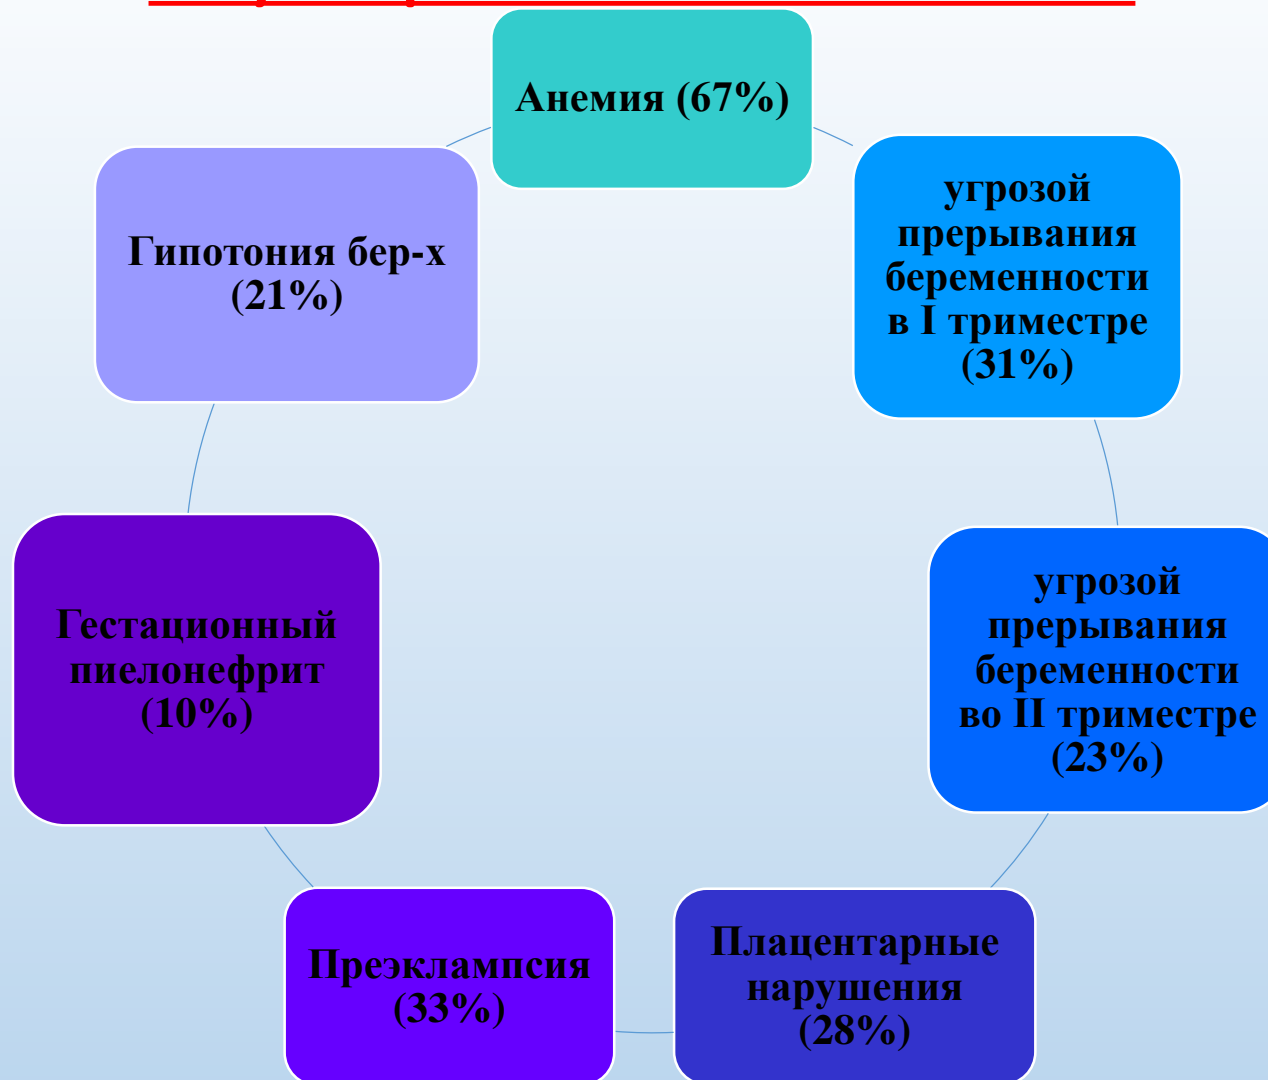 Анемия (67%)
угрозой
прерывания
беременности
в I триместре
(31%)
угрозой
прерывания
беременности
во II триместре
(23%)
Плацентарные
нарушения
(28%)
Преэклампсия
(33%)
Гестационный
пиелонефрит
(10%)
Гипотония бер-х
(21%)